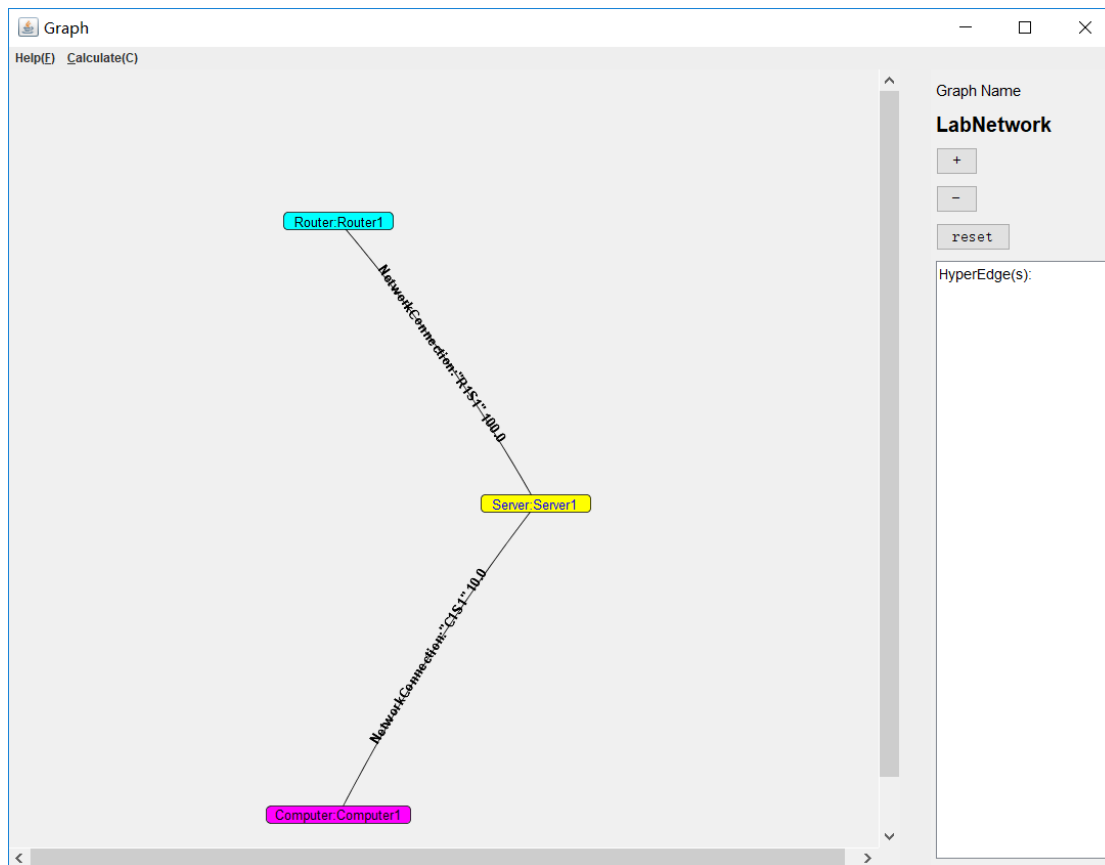 Graph
Help(F) Calculate(C)
Graph Name
LabNetwork
+
-
reset
HyperEdge(s):
Router:Router1
NetworkConnection:"R1S1" 100.0
Server:Server1
NetworkConnection:"C1S1" 10.0
Computer:Computer1